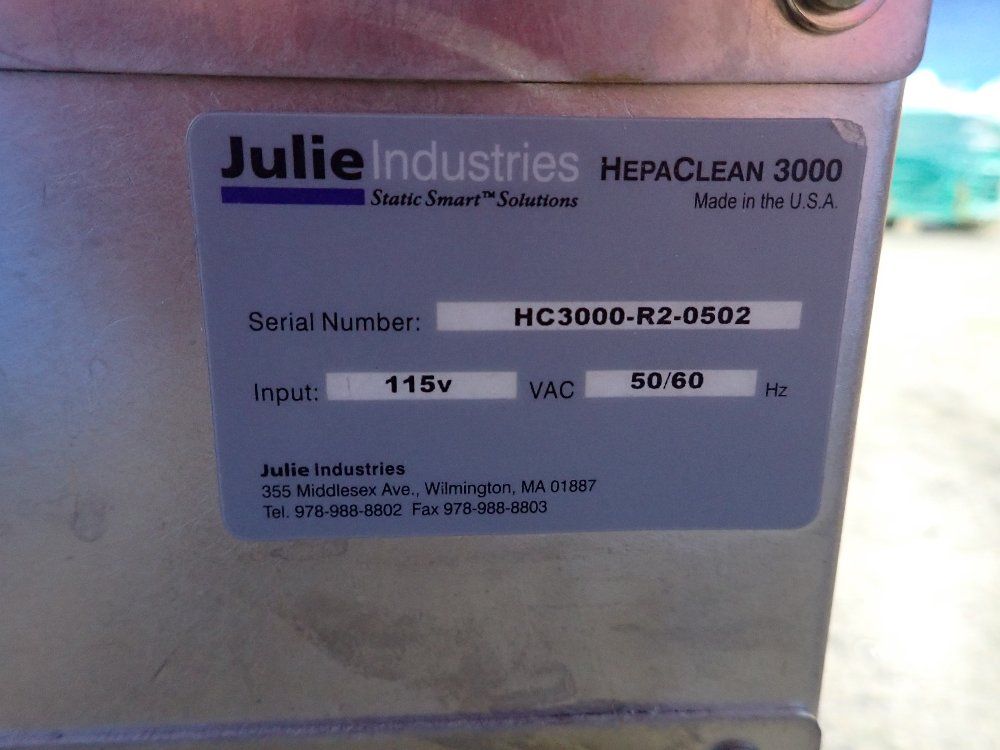 Julie Industries HEPACLEAN 3000
Static Smart™ Solutions Made in the U.S.A.
Serial Number: HC3000-R2-0502
Input: 115v VAC 50/60 Hz
Julie Industries
355 Middlesex Ave., Wilmington, MA 01887
Tel. 978-988-8802 Fax 978-988-8803